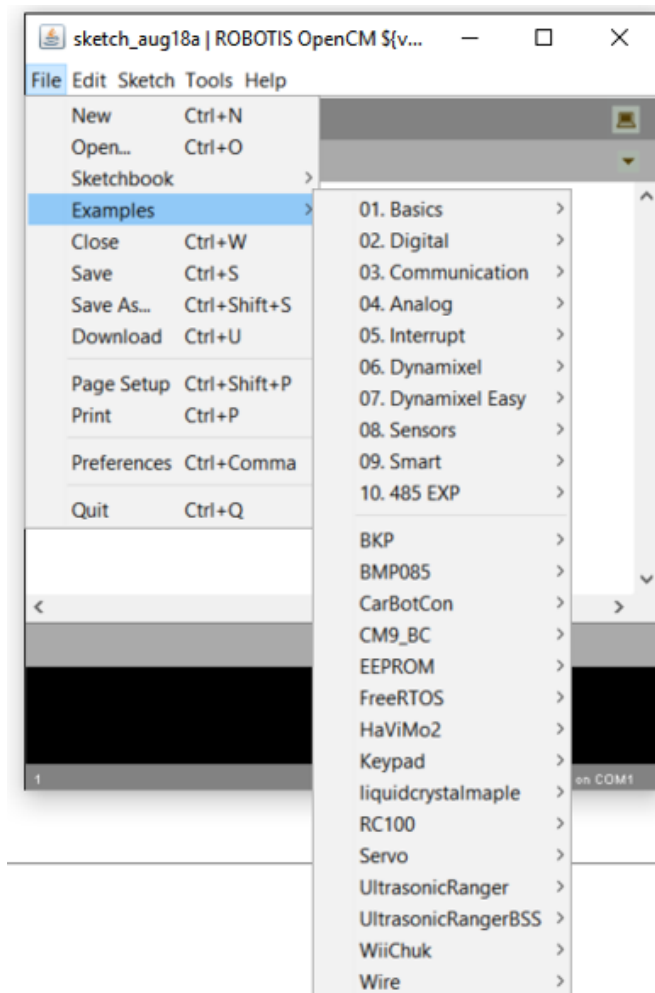 sketch_aug18a | ROBOTIS OpenCM ${v...
File Edit Sketch Tools Help
New Ctrl+N
Open... Ctrl+O
Sketchbook
Examples
Close Ctrl+W
Save Ctrl+S
Save As... Ctrl+Shift+S
Download Ctrl+U
Page Setup Ctrl+Shift+P
Print Ctrl+P
Preferences Ctrl+Comma
Quit Ctrl+Q
01. Basics
02. Digital
03. Communication
04. Analog
05. Interrupt
06. Dynamixel
07. Dynamixel Easy
08. Sensors
09. Smart
10. 485 EXP
BKP
BMP085
CarBotCon
CM9_BC
EEPROM
FreeRTOS
HaViMo2
Keypad
liquidcrystalmaple
RC100
Servo
UltrasonicRanger
UltrasonicRangerBSS
WiiChuk
Wire
1
on COM1